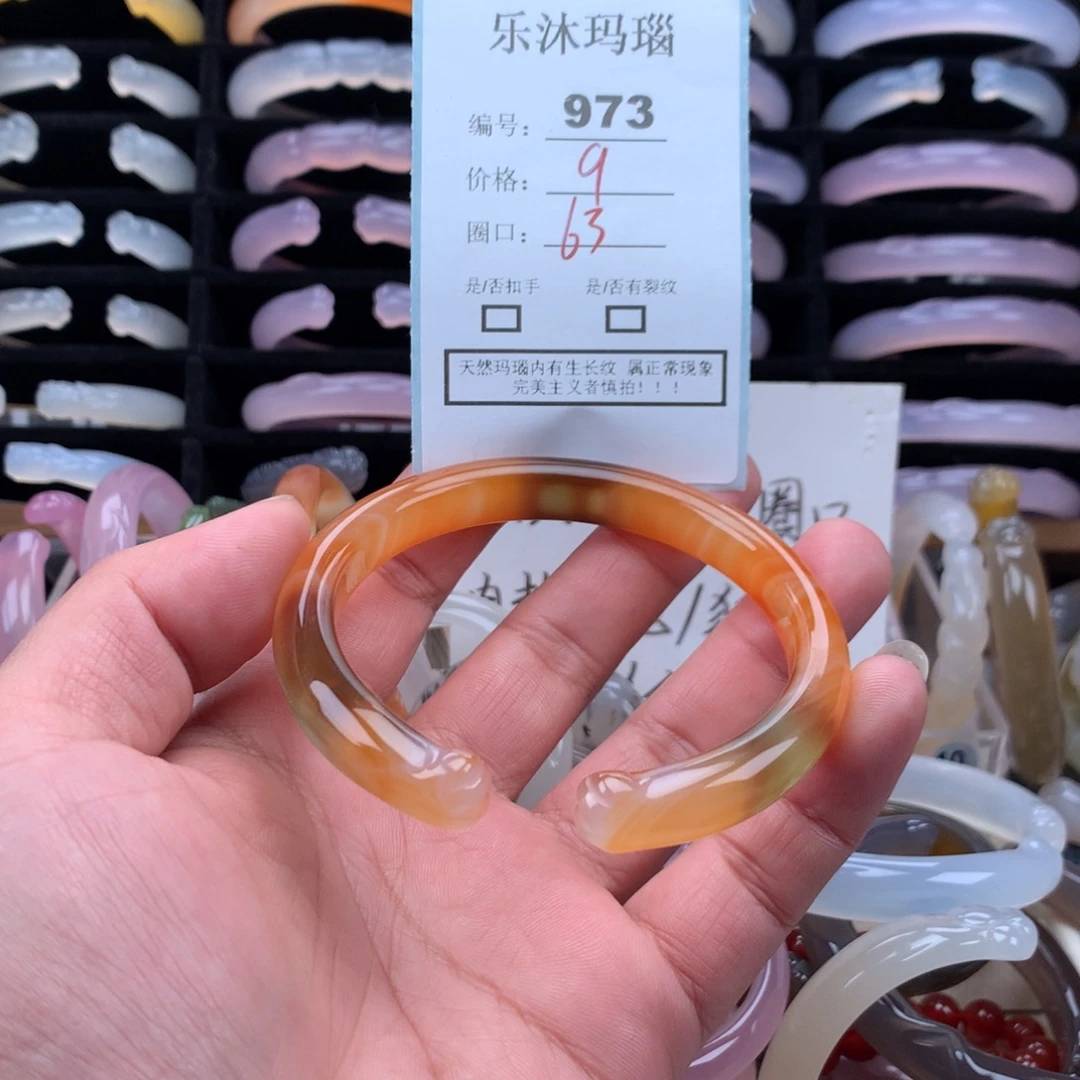 乐沐玛瑙
编号: 973
价格: 9
圈口: 63
是/否扣手 是/否有裂纹
天然玛瑙内有生长纹 属正常现象
完美主义者慎拍!!!
圈口